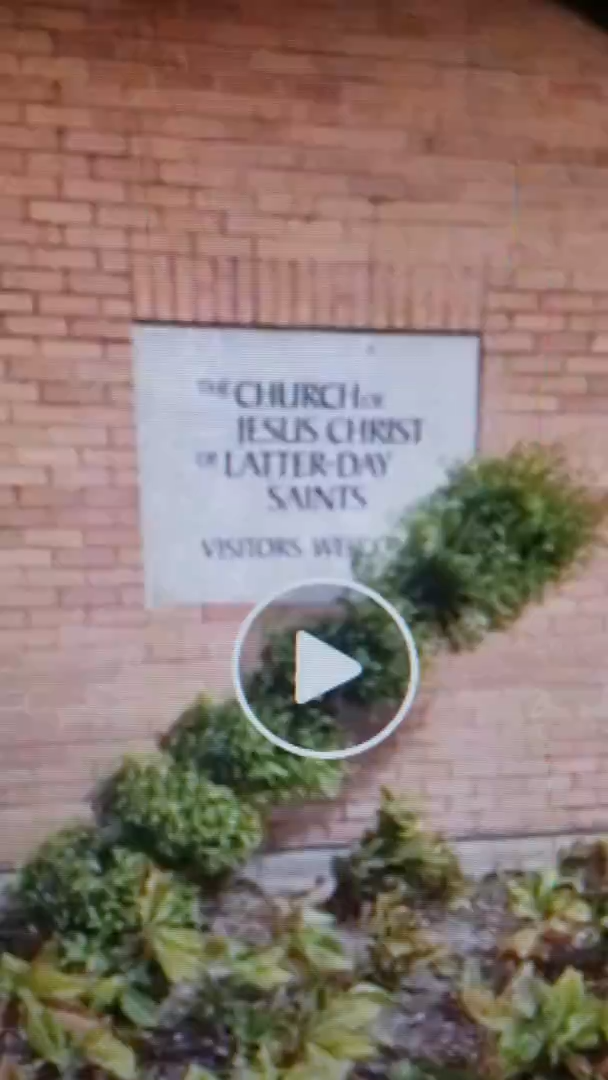 THE CHURCH OF
JESUS CHRIST
OF LATTER-DAY
SAINTS
VISITORS